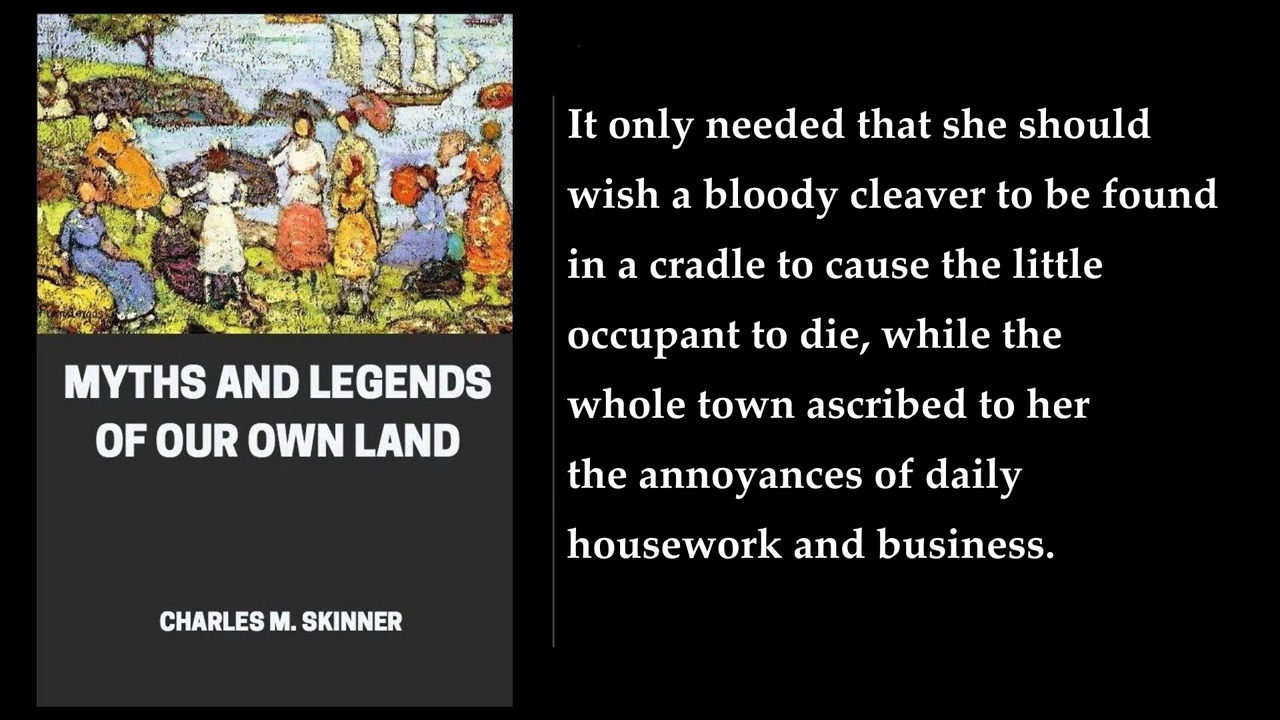 MYTHS AND LEGENDS
OF OUR OWN LAND
CHARLES M. SKINNER
It only needed that she should
wish a bloody cleaver to be found
in a cradle to cause the little
occupant to die, while the
whole town ascribed to her
the annoyances of daily
housework and business.